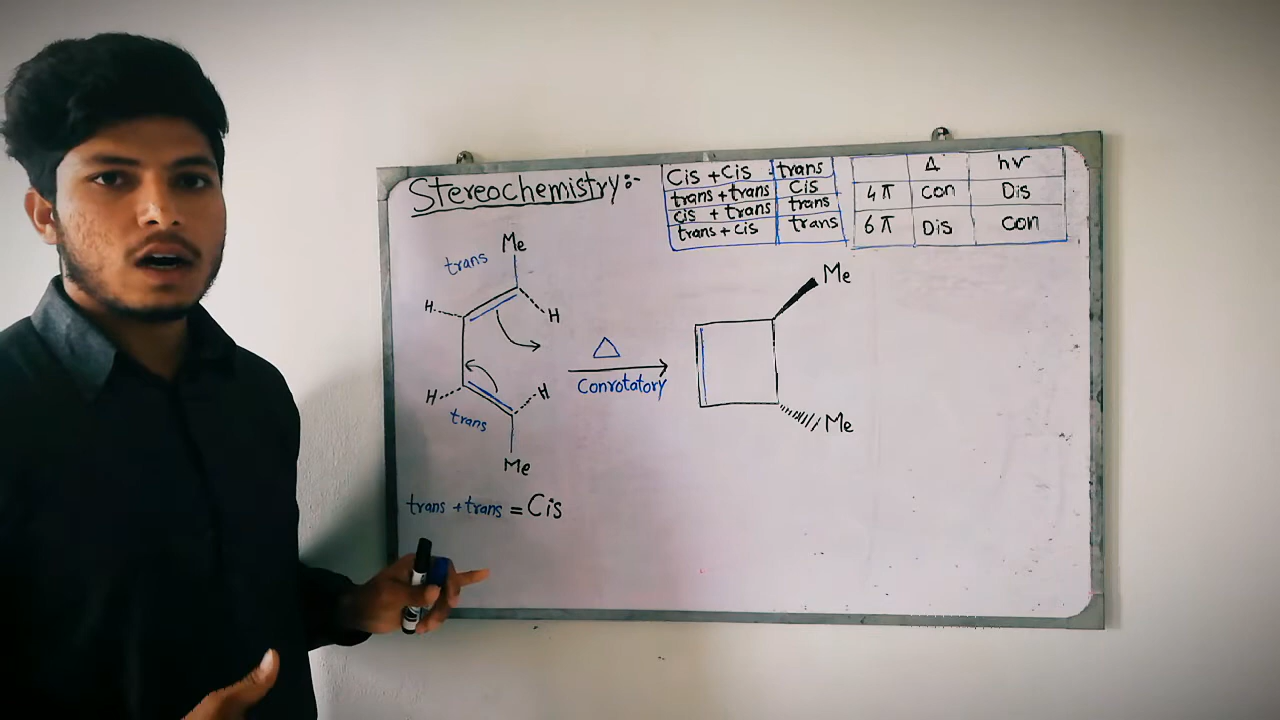 Stereochemistry:-
Cis + Cis trans
trans + trans Cis
cis + trans trans
trans + cis trans
Δ hν
4π con Dis
6π Dis con
Me
trans
H
H
H
H
trans
Me
Δ
Conrotatory
Me
Me
trans + trans = Cis